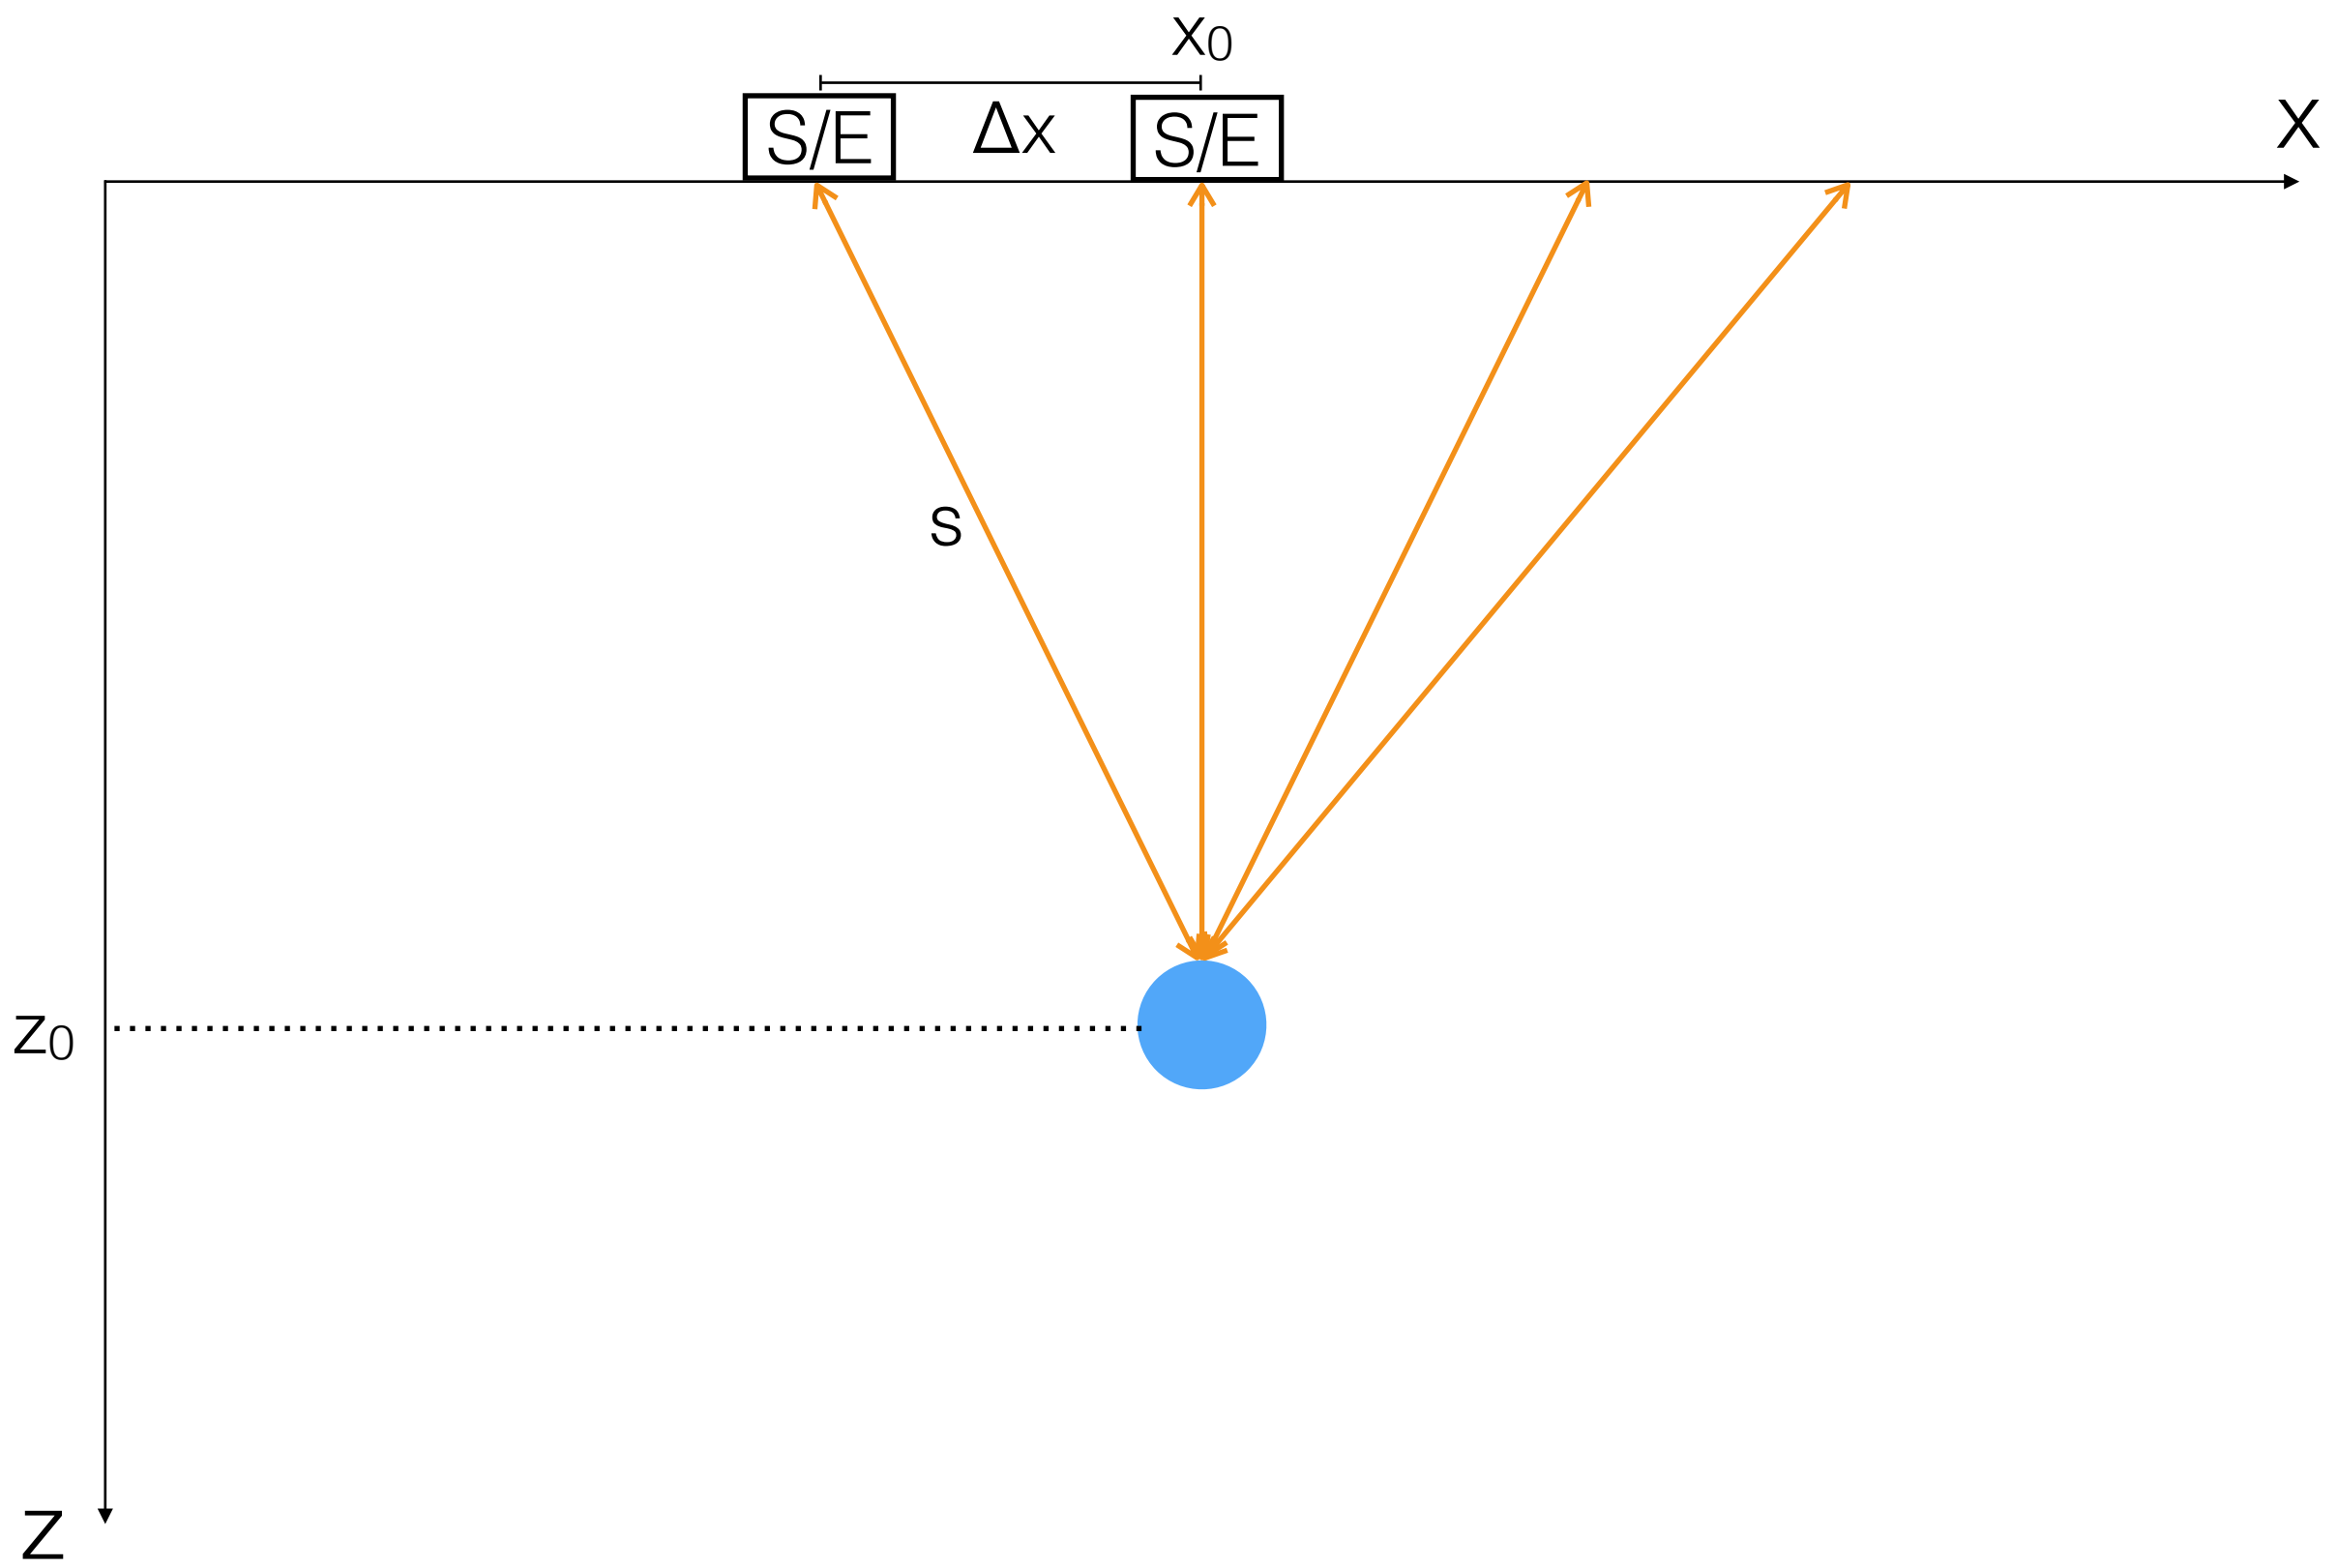 x₀
S/E Δx S/E X
s
z₀
Z